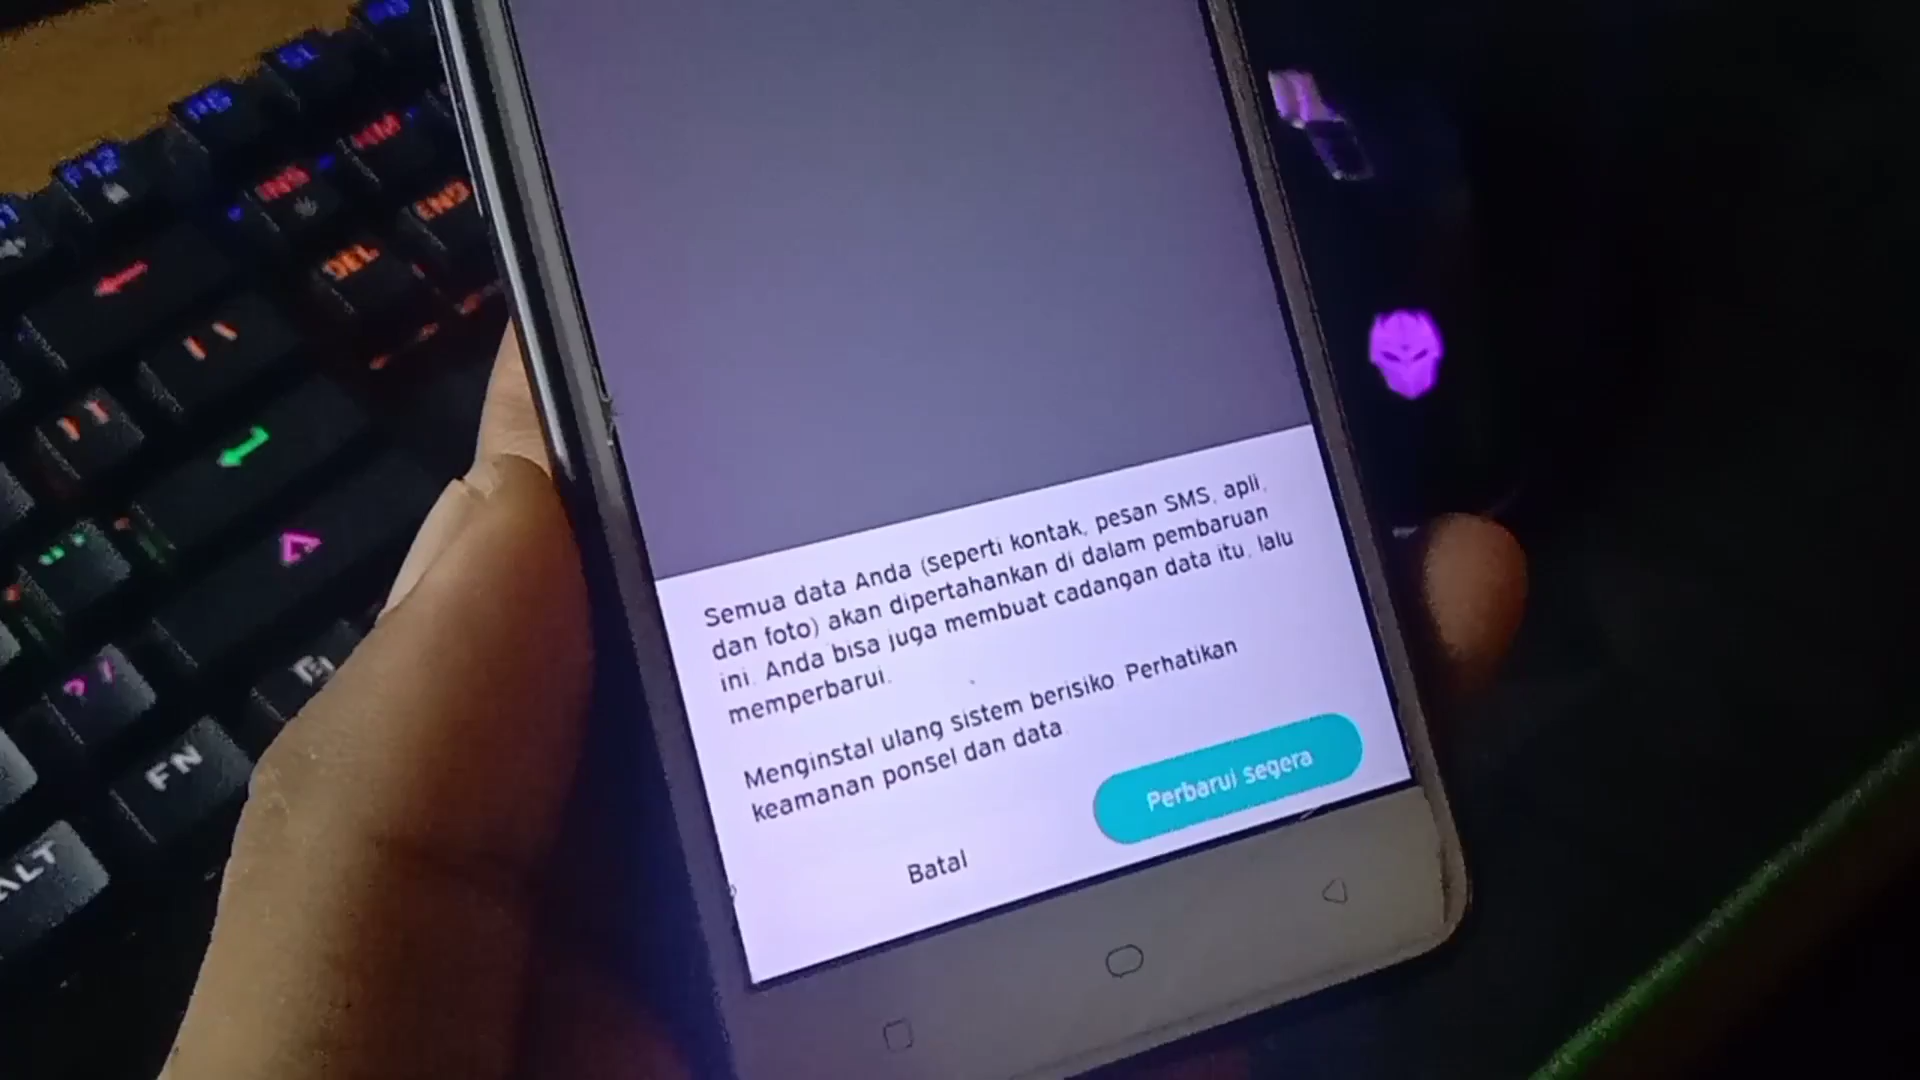 F12
INS
DEL
END
FN
ALT
Semua data Anda (seperti kontak, pesan SMS, apli,
dan foto) akan dipertahankan di dalam pembaruan
ini. Anda bisa juga membuat cadangan data itu, lalu
memperbarui.
Menginstal ulang sistem berisiko Perhatikan
keamanan ponsel dan data.
Batal
Perbarui segera